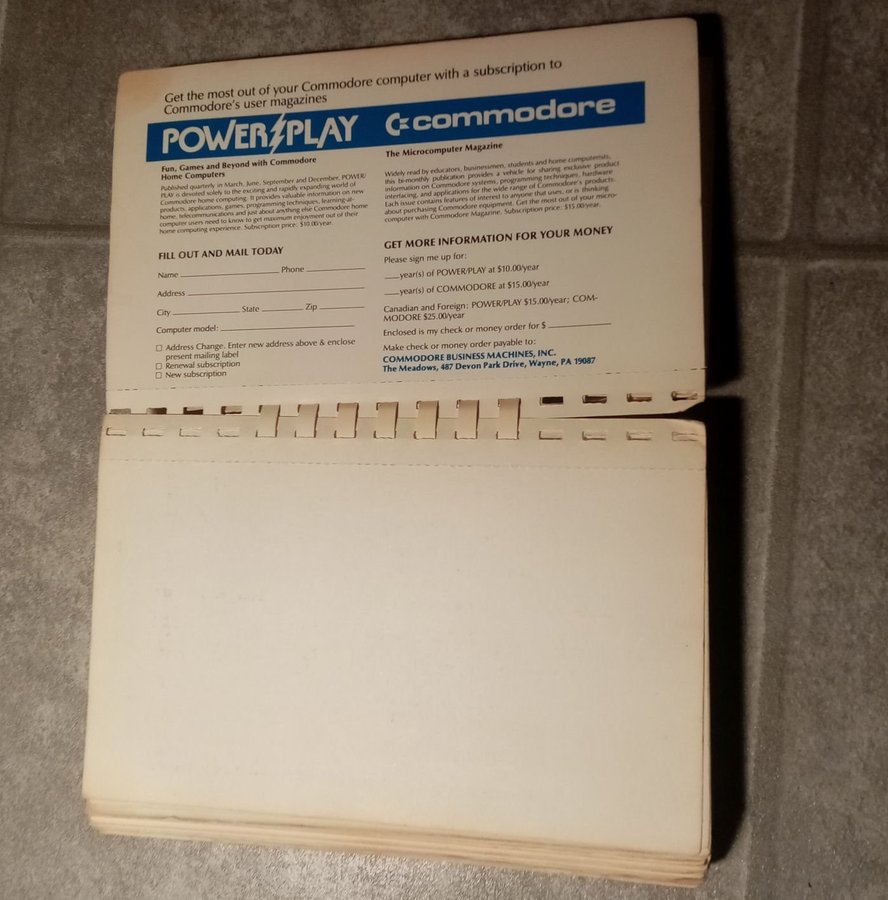 Get the most out of your Commodore computer with a subscription to
Commodore's user magazines
POWER/PLAY
Fun, Games and Beyond with Commodore
Home Computers
Published quarterly in March, June, September and December, POWER/
PLAY is devoted solely to the exciting and rapidly expanding world of
Commodore home computing. It provides valuable information on new
products, applications, games, programming techniques, learning-at-
home, telecommunications and just about anything else Commodore home
computer users need to know to get maximum enjoyment out of their
home computing experience. Subscription price: $10.00/year.
FILL OUT AND MAIL TODAY
Name Phone
Address
City State Zip
Computer model:
Address Change. Enter new address above & enclose
present mailing label
Renewal subscription
New subscription
commodore
The Microcomputer Magazine
Widely read by educators, businessmen, students and home computerists,
this bi-monthly publication provides a vehicle for sharing exclusive product
information on Commodore systems, programming techniques, hardware
interfacing, and applications for the wide range of Commodore's products.
Each issue contains features of interest to anyone that uses, or is thinking
about purchasing Commodore equipment. Get the most out of your micro-
computer with Commodore Magazine. Subscription price: $15.00/year.
GET MORE INFORMATION FOR YOUR MONEY
Please sign me up for:
year(s) of POWER/PLAY at $10.00/year
year(s) of COMMODORE at $15.00/year
Canadian and Foreign: POWER/PLAY $15.00/year; COM-
MODORE $25.00/year
Enclosed is my check or money order for $
Make check or money order payable to:
COMMODORE BUSINESS MACHINES, INC.
The Meadows, 487 Devon Park Drive, Wayne, PA 19087